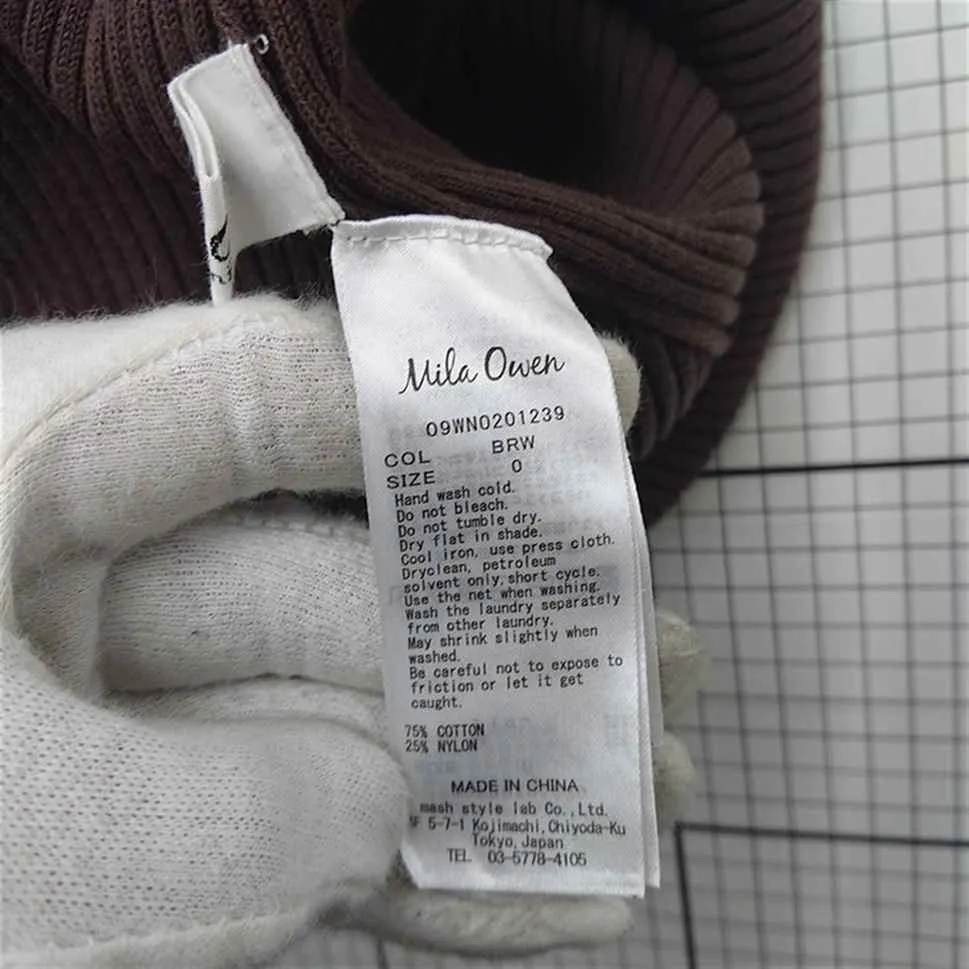 Mila Owen
09WN0201239
COL BRW
SIZE 0
Hand wash cold.
Do not bleach.
Do not tumble dry.
Dry flat in shade.
Cool iron, use press cloth.
Dryclean, petroleum
solvent only, short cycle.
Use the net when washing.
Wash the laundry separately
from other laundry.
May shrink slightly when
washed.
Be careful not to expose to
friction or let it get
caught.
75% COTTON
25% NYLON
MADE IN CHINA
mash style lab Co.,Ltd.
5-7-1 Kojimachi, Chiyoda-Ku
Tokyo, Japan
TEL 03-5778-4105